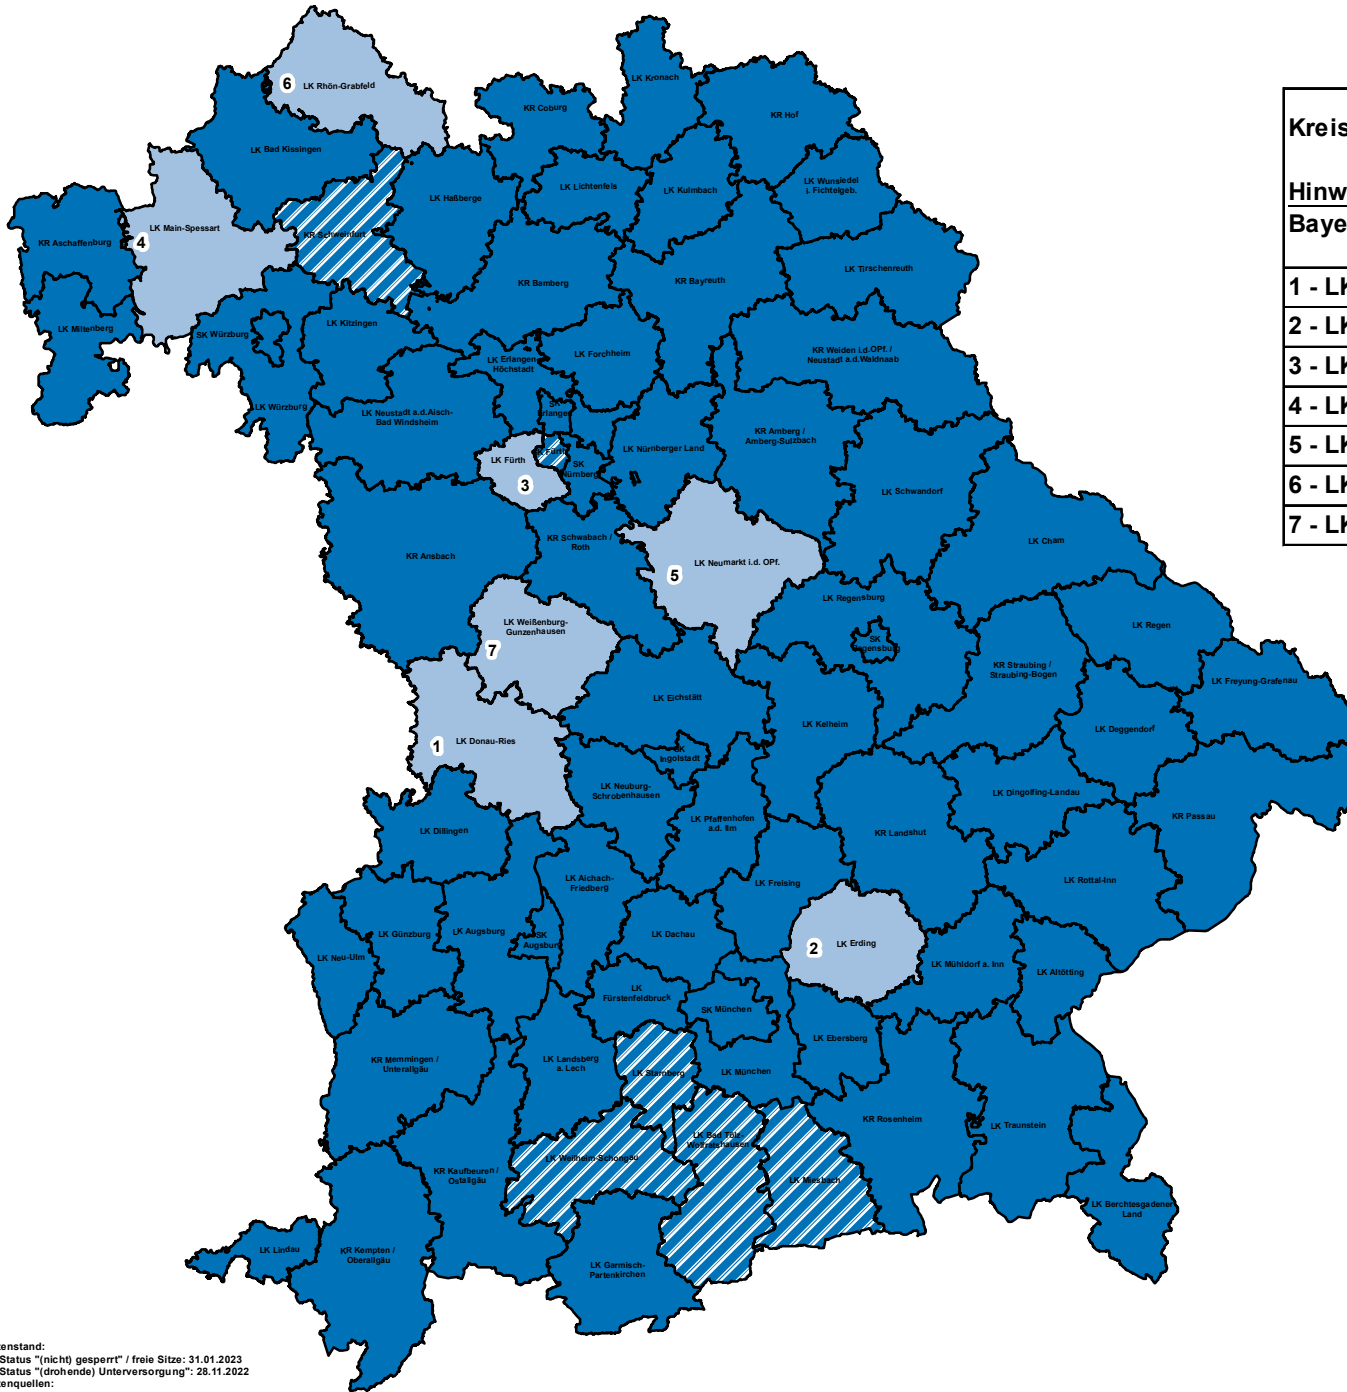 6
LK Rhön-Grabfeld
LK Kronach
KR Coburg
KR Hof
LK Bad Kissingen
LK Haßberge
LK Lichtenfels
LK Kulmbach
LK Wunsiedel
i. Fichtelgeb.
KR Aschaffenburg
4
LK Main-Spessart
KR Schweinfurt
KR Bamberg
KR Bayreuth
LK Tirschenreuth
LK Miltenberg
SK Würzburg
LK Kitzingen
LK Erlangen-
Höchstadt
LK Forchheim
KR Weiden i.d.OPf. /
Neustadt a.d.Waldnaab
LK Würzburg
LK Neustadt a.d.Aisch-
Bad Windsheim
SK
Erlangen
KR Amberg /
Amberg-Sulzbach
LK Fürth
3
SK Fürth
SK
Nürnberg
LK Nürnberger Land
LK Schwandorf
KR Ansbach
KR Schwabach /
Roth
5
LK Neumarkt i.d. OPf.
LK Cham
LK Weißenburg-
Gunzenhausen
7
LK Regensburg
SK
Regensburg
KR Straubing /
Straubing-Bogen
LK Regen
LK Freyung-Grafenau
LK Eichstätt
LK Kelheim
LK Deggendorf
1
LK Donau-Ries
SK
Ingolstadt
LK Neuburg-
Schrobenhausen
LK Pfaffenhofen
a.d. Ilm
LK Dingolfing-Landau
KR Passau
LK Dillingen
KR Landshut
LK Rottal-Inn
LK Aichach-
Friedberg
LK Freising
LK Neu-Ulm
LK Günzburg
LK Augsburg
SK
Augsburg
LK Dachau
2
LK Erding
LK Mühldorf a. Inn
LK Altötting
LK
Fürstenfeldbruck
SK München
LK Ebersberg
KR Memmingen /
Unterallgäu
LK Landsberg
a. Lech
LK Starnberg
LK München
KR Rosenheim
LK Traunstein
LK Bad Tölz-
Wolfratshausen
LK Weilheim-Schongau
LK Miesbach
KR Kaufbeuren /
Ostallgäu
LK Berchtesgadener
Land
LK Lindau
KR Kempten /
Oberallgäu
LK Garmisch-
Partenkirchen
Kreis
Hinw
Baye
1 - LK
2 - LK
3 - LK
4 - LK
5 - LK
6 - LK
7 - LK
tenstand:
Status "(nicht) gesperrt" / freie Sitze: 31.01.2023
Status "(drohende) Unterversorgung": 28.11.2022
tenquellen: